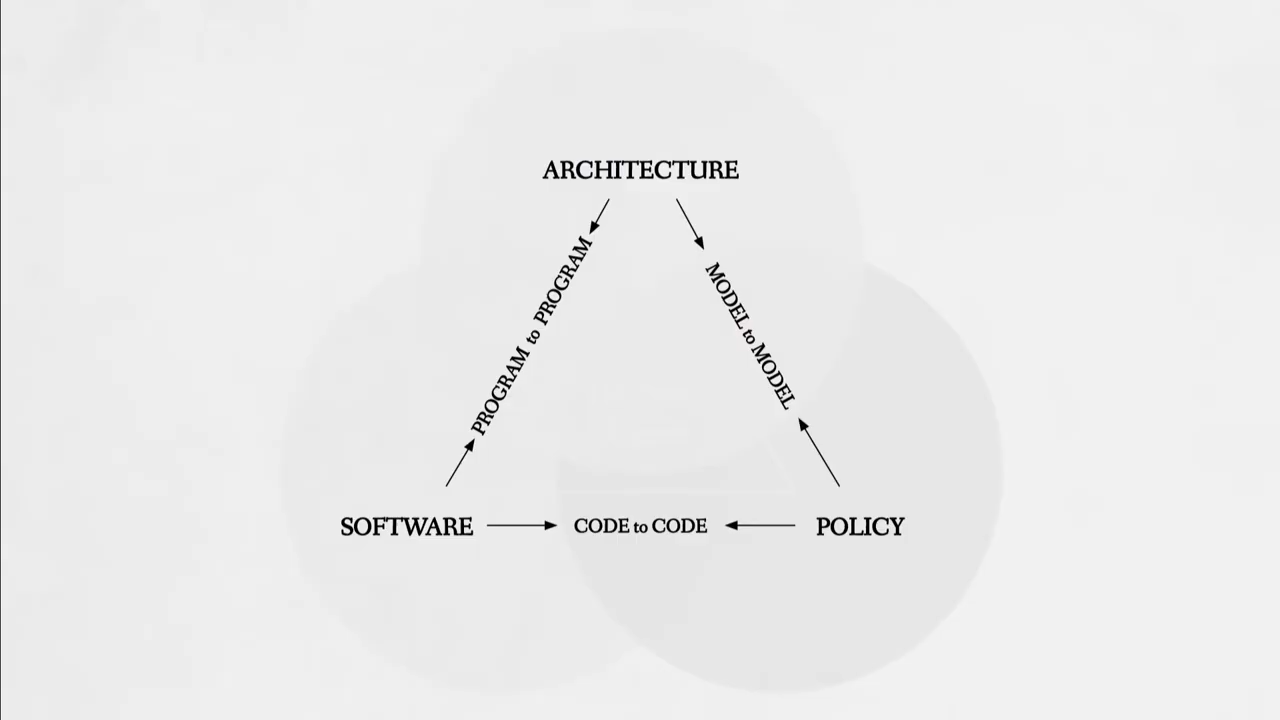 ARCHITECTURE
PROGRAM to PROGRAM
MODEL to MODEL
SOFTWARE
CODE to CODE
POLICY